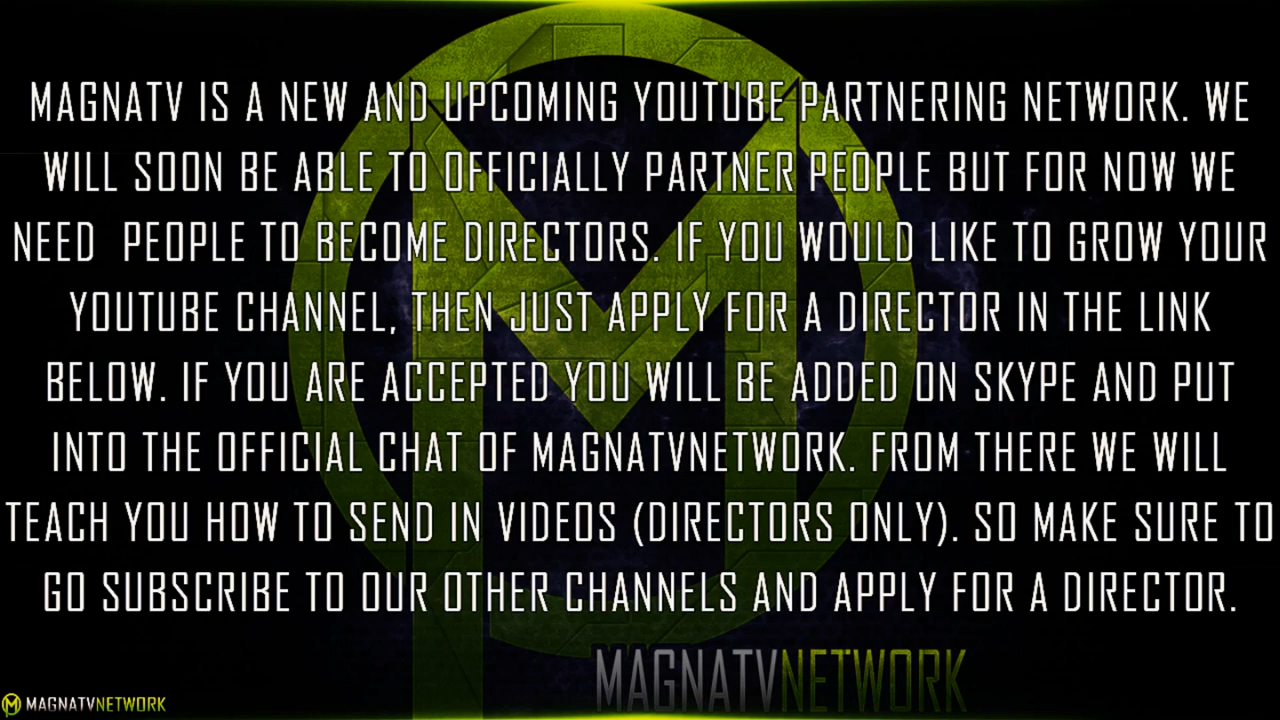 MAGNATV IS A NEW AND UPCOMING YOUTUBE PARTNERING NETWORK. WE
WILL SOON BE ABLE TO OFFICIALLY PARTNER PEOPLE BUT FOR NOW WE
NEED  PEOPLE TO BECOME DIRECTORS. IF YOU WOULD LIKE TO GROW YOUR
YOUTUBE CHANNEL, THEN JUST APPLY FOR A DIRECTOR IN THE LINK
BELOW. IF YOU ARE ACCEPTED YOU WILL BE ADDED ON SKYPE AND PUT
INTO THE OFFICIAL CHAT OF MAGNATVNETWORK. FROM THERE WE WILL
TEACH YOU HOW TO SEND IN VIDEOS (DIRECTORS ONLY). SO MAKE SURE TO
GO SUBSCRIBE TO OUR OTHER CHANNELS AND APPLY FOR A DIRECTOR.
MAGNATVNETWORK
M MAGNATVNETWORK